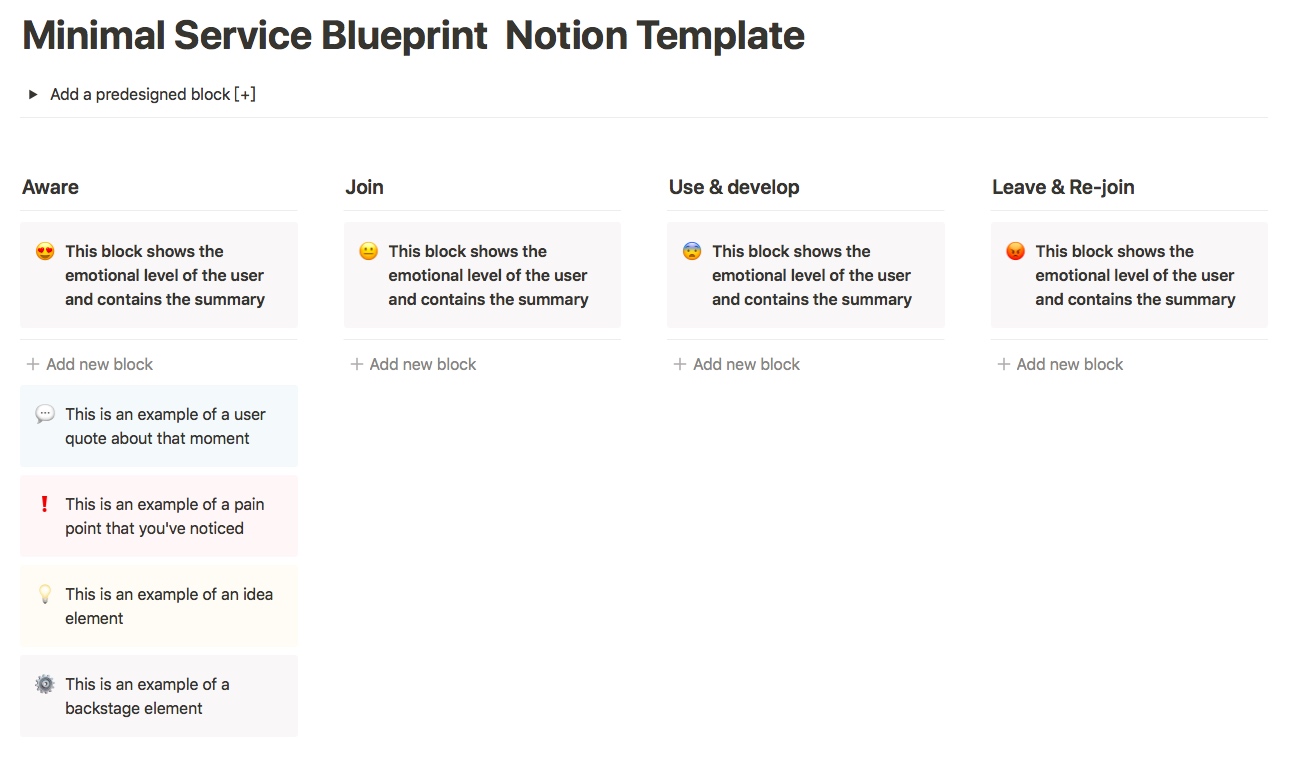 Minimal Service Blueprint  Notion Template
Add a predesigned block [+]
Aware
This block shows the
emotional level of the user
and contains the summary
Add new block
This is an example of a user
quote about that moment
This is an example of a pain
point that you've noticed
This is an example of an idea
element
This is an example of a
backstage element
Join
This block shows the
emotional level of the user
and contains the summary
Add new block
Use & develop
This block shows the
emotional level of the user
and contains the summary
Add new block
Leave & Re-join
This block shows the
emotional level of the user
and contains the summary
Add new block